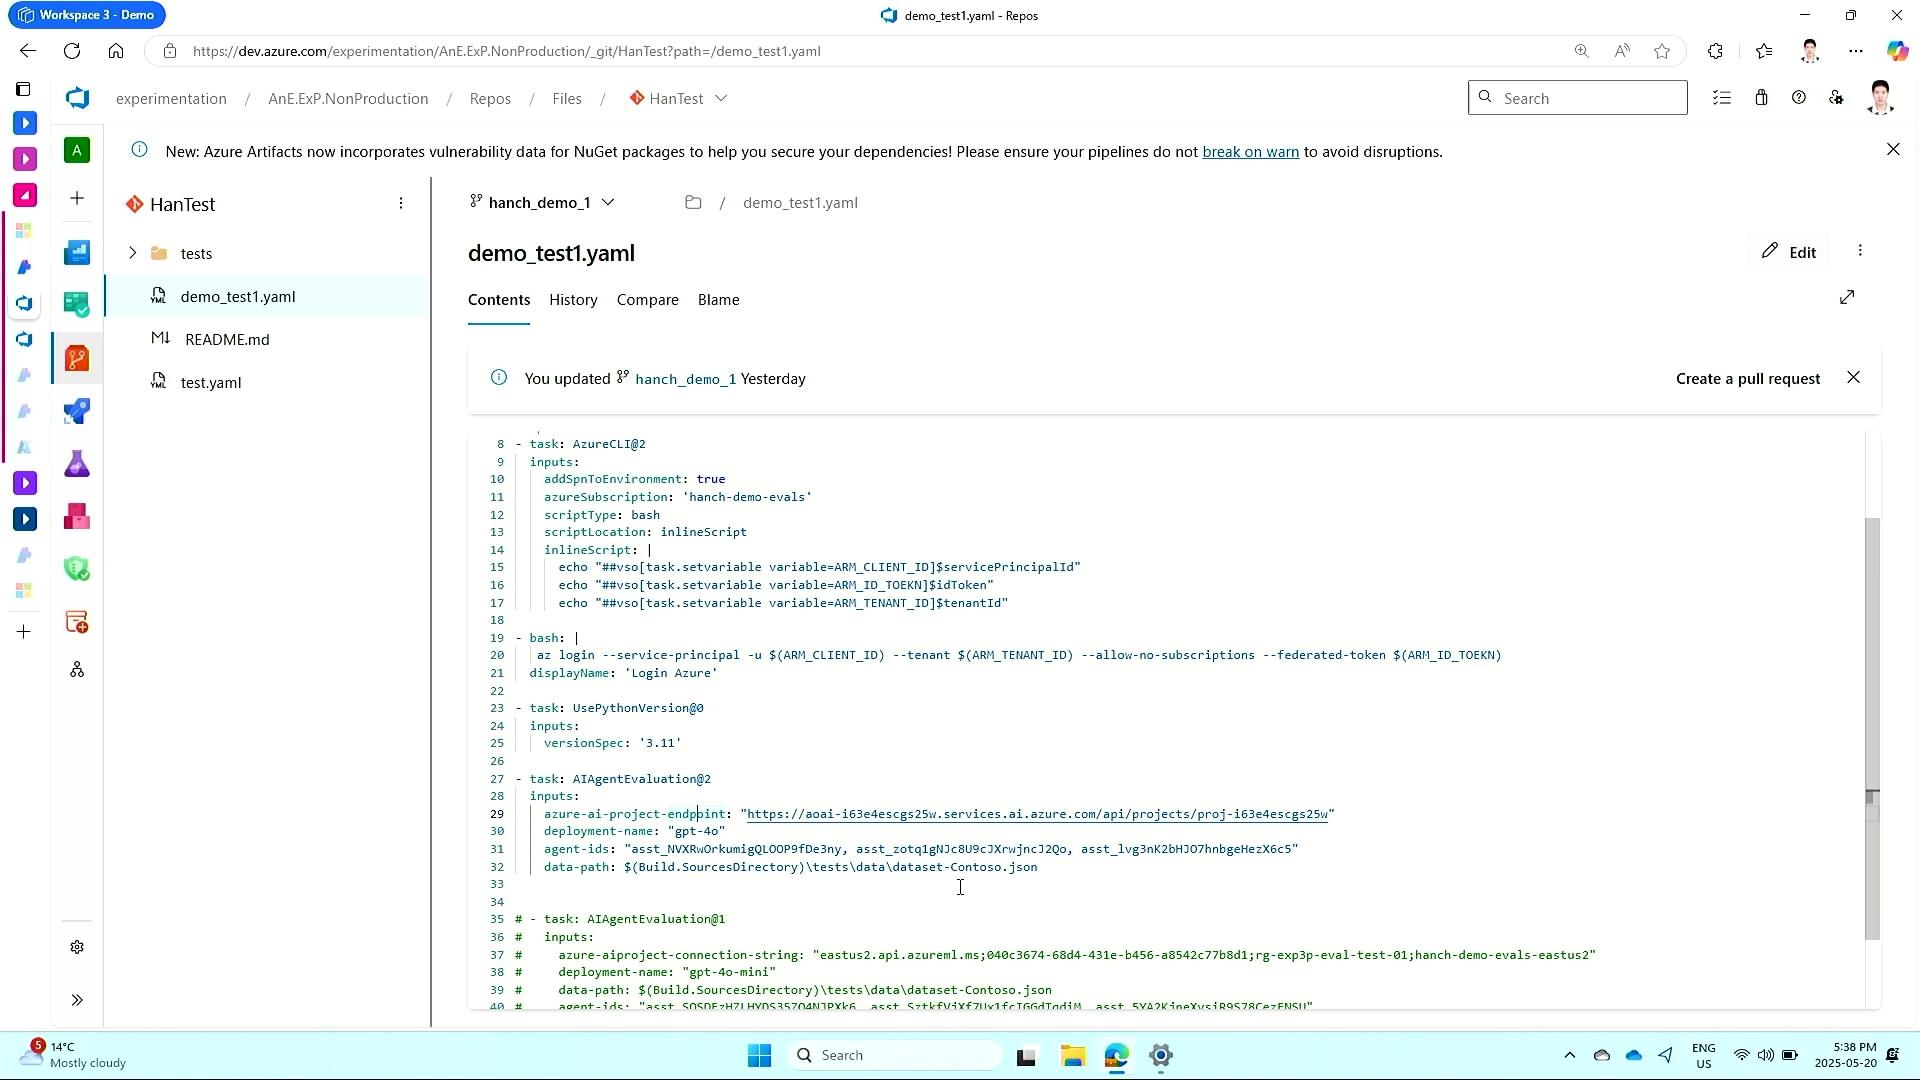 Workspace 3 - Demo
demo_test1.yaml - Repos
https://dev.azure.com/experimentation/AnE.ExP.NonProduction/_git/HanTest?path=/demo_test1.yaml
experimentation / AnE.ExP.NonProduction / Repos / Files / HanTest
Search
A
New: Azure Artifacts now incorporates vulnerability data for NuGet packages to help you secure your dependencies! Please ensure your pipelines do not break on warn to avoid disruptions.
HanTest
hanch_demo_1
/ demo_test1.yaml
tests
demo_test1.yaml
README.md
test.yaml
demo_test1.yaml
Edit
Contents
History
Compare
Blame
You updated hanch_demo_1 Yesterday
Create a pull request
8 - task: AzureCLI@2
9 inputs:
10 addSpnToEnvironment: true
11 azureSubscription: 'hanch-demo-evals'
12 scriptType: bash
13 scriptLocation: inlineScript
14 inlineScript: |
15 echo "##vso[task.setvariable variable=ARM_CLIENT_ID]$servicePrincipalId"
16 echo "##vso[task.setvariable variable=ARM_ID_TOEKN]$idToken"
17 echo "##vso[task.setvariable variable=ARM_TENANT_ID]$tenantId"
18
19 - bash: |
20 az login --service-principal -u $(ARM_CLIENT_ID) --tenant $(ARM_TENANT_ID) --allow-no-subscriptions --federated-token $(ARM_ID_TOEKN)
21 displayName: 'Login Azure'
22
23 - task: UsePythonVersion@0
24 inputs:
25 versionSpec: '3.11'
26
27 - task: AIAgentEvaluation@2
28 inputs:
29 azure-ai-project-endpoint: "https://aoai-i63e4escgs25w.services.ai.azure.com/api/projects/proj-i63e4escgs25w"
30 deployment-name: "gpt-4o"
31 agent-ids: "asst_NVXRwOrkumigQLOOP9fDe3ny, asst_zotq1gNJc8U9cJXrwjncJ2Qo, asst_lvg3nK2bHJO7hnbgeHezX6c5"
32 data-path: $(Build.SourcesDirectory)\tests\data\dataset-Contoso.json
33
34
35 # - task: AIAgentEvaluation@1
36 # inputs:
37 # azure-aiproject-connection-string: "eastus2.api.azureml.ms;040c3674-68d4-431e-b456-a8542c77b8d1;rg-exp3p-eval-test-01;hanch-demo-evals-eastus2"
38 # deployment-name: "gpt-4o-mini"
39 # data-path: $(Build.SourcesDirectory)\tests\data\dataset-Contoso.json
40 # agent-ids:
5
14°C
Mostly cloudy
Search
ENG
US
5:38 PM
2025-05-20